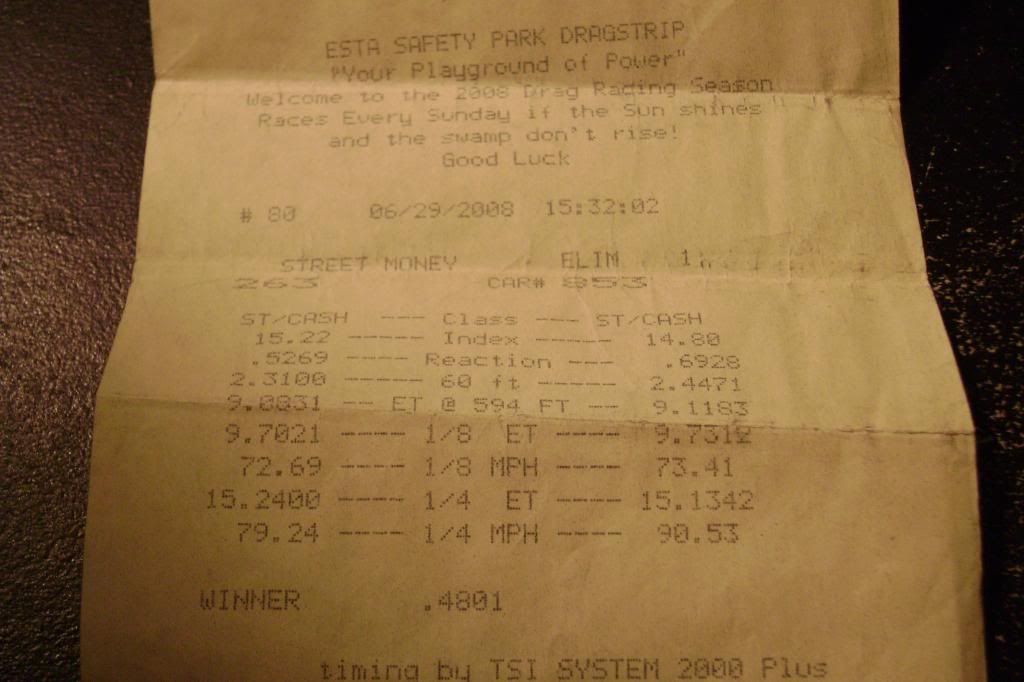 ESTA SAFETY PARK DRAGSTRIP
"Your Playground of Power"
Welcome to the 2008 Drag Racing Season
Races Every Sunday if the Sun shines
and the swamp don't rise!
Good Luck
# 80 06/29/2008 15:32:02
STREET MONEY ELIM 1
263 CAR# 853
ST/CASH --- Class --- ST/CASH
15.22 ----- Index ----- 14.80
.5269 ---- Reaction --- .6928
2.3100 ----- 60 ft ----- 2.4471
9.0831 -- ET @ 594 FT -- 9.1183
9.7021 ---- 1/8 ET ---- 9.7312
72.69 ---- 1/8 MPH ---- 73.41
15.2400 ---- 1/4 ET ---- 15.1342
79.24 ---- 1/4 MPH ---- 90.53
WINNER .4801
timing by TSI SYSTEM 2000 Plus